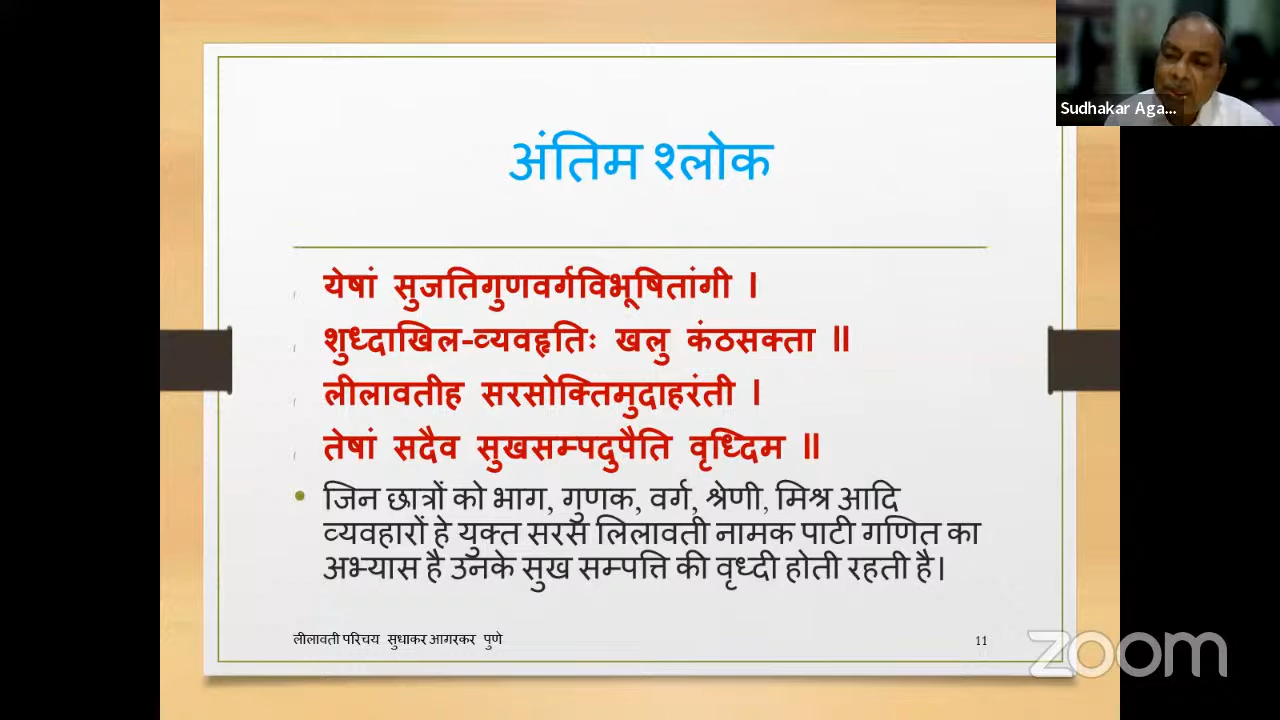 Sudhakar Aga...
अंतिम श्लोक
येषां सुजतिगुणवर्गविभूषितांगी ।
शुध्दाखिल-व्यवहृतिः खलु कंठसक्ता ॥
लीलावतीह सरसोक्तिमुदाहरंती ।
तेषां सदैव सुखसम्पदुपैति वृध्दिम ॥
जिन छात्रों को भाग, गुणक, वर्ग, श्रेणी, मिश्र आदि
व्यवहारों हे युक्त सरस लिलावती नामक पाटी गणित का
अभ्यास है उनके सुख सम्पत्ति की वृध्दी होती रहती है।
लीलावती परिचय सुधाकर आगरकर पुणे
11
zoom